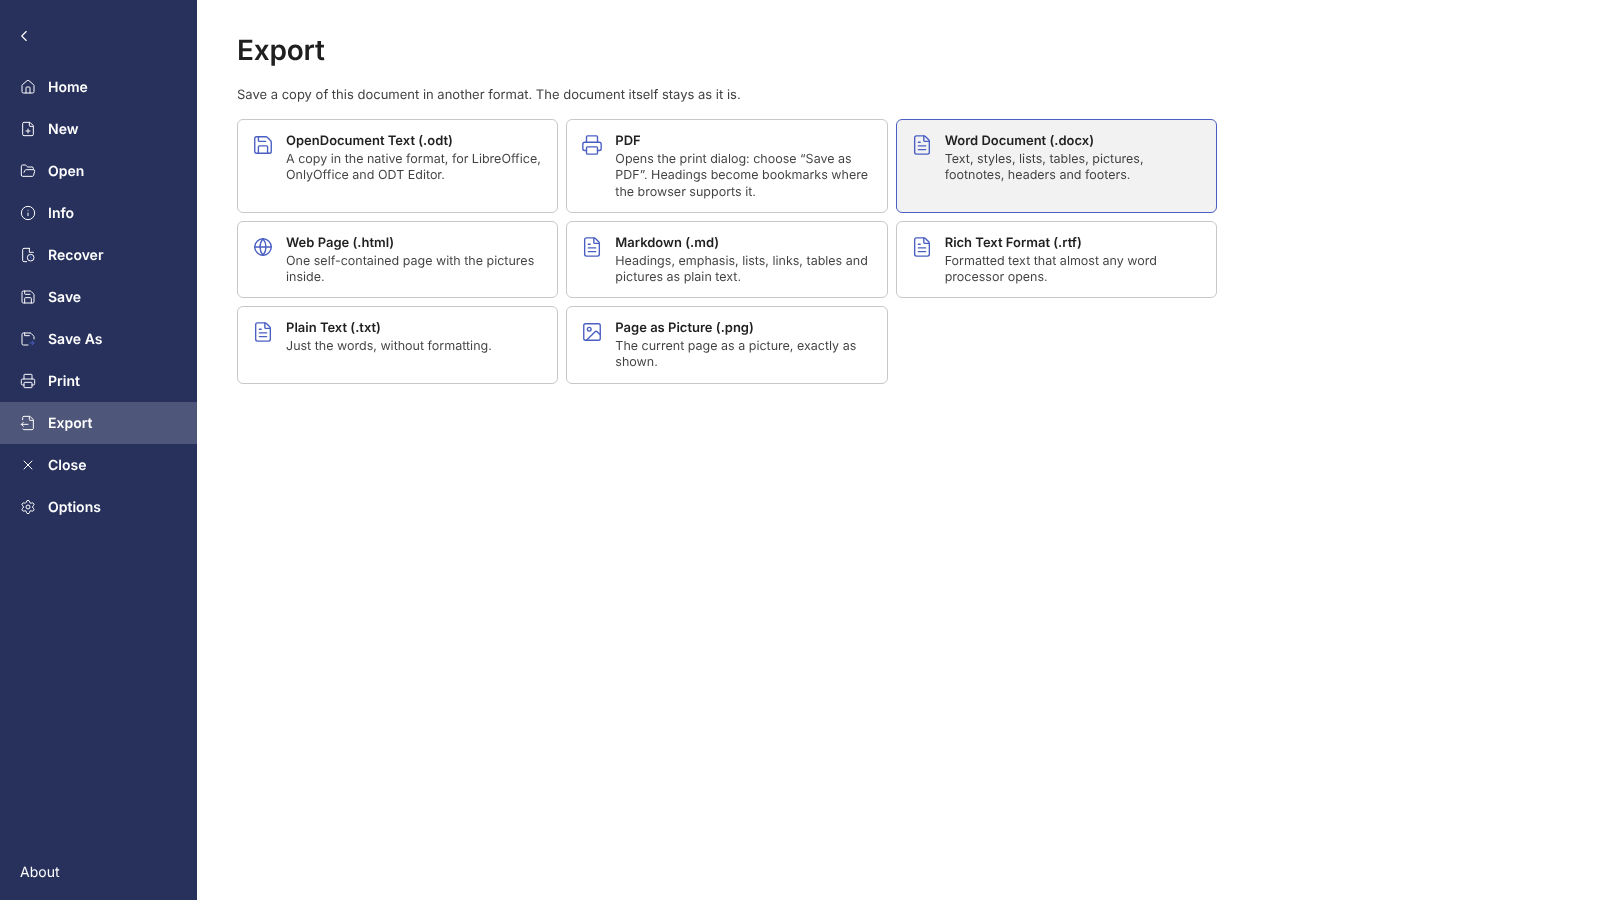 Home
New
Open
Info
Recover
Save
Save As
Print
Export
Close
Options
About
Export
Save a copy of this document in another format. The document itself stays as it is.
OpenDocument Text (.odt)
A copy in the native format, for LibreOffice,
OnlyOffice and ODT Editor.
PDF
Opens the print dialog: choose “Save as
PDF”. Headings become bookmarks where
the browser supports it.
Word Document (.docx)
Text, styles, lists, tables, pictures,
footnotes, headers and footers.
Web Page (.html)
One self-contained page with the pictures
inside.
Markdown (.md)
Headings, emphasis, lists, links, tables and
pictures as plain text.
Rich Text Format (.rtf)
Formatted text that almost any word
processor opens.
Plain Text (.txt)
Just the words, without formatting.
Page as Picture (.png)
The current page as a picture, exactly as
shown.